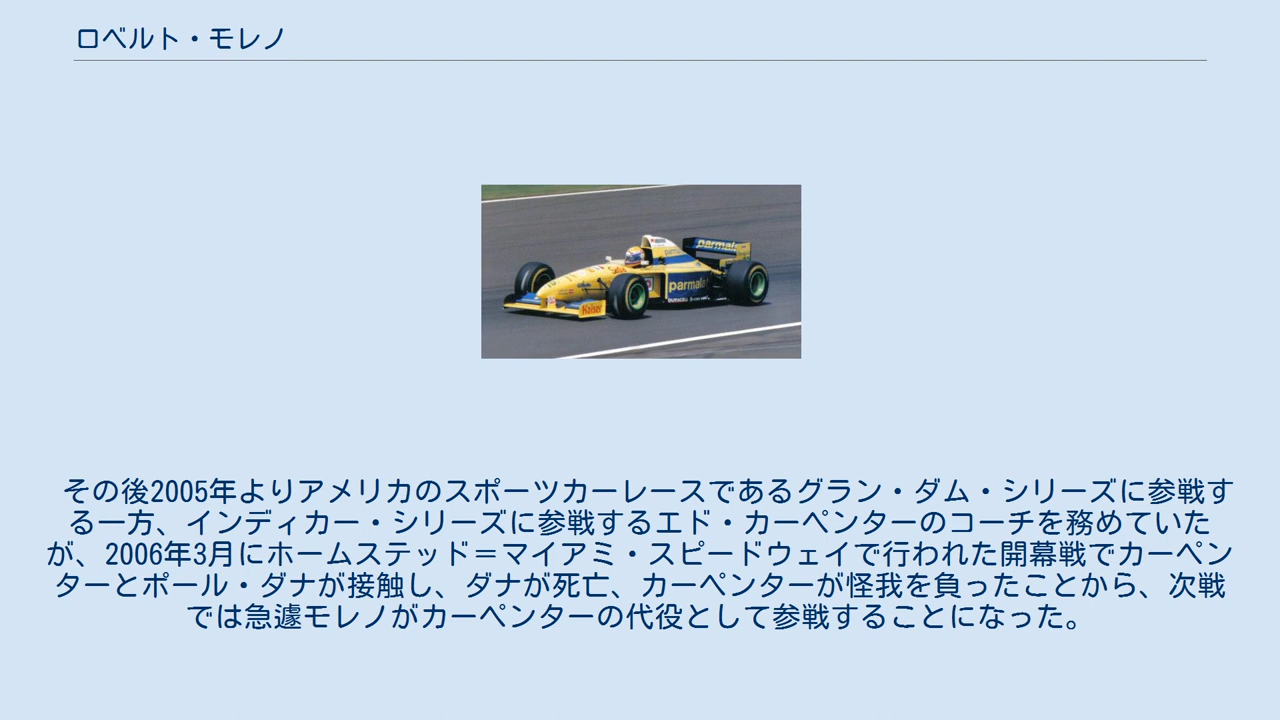 ロベルト・モレノ
parmalat
parmalat
Kaiser
その後2005年よりアメリカのスポーツカーレースであるグラン・ダム・シリーズに参戦す
る一方、インディカー・シリーズに参戦するエド・カーペンターのコーチを務めていた
が、2006年3月にホームステッド＝マイアミ・スピードウェイで行われた開幕戦でカーペン
ターとポール・ダナが接触し、ダナが死亡、カーペンターが怪我を負ったことから、次戦
では急遽モレノがカーペンターの代役として参戦することになった。